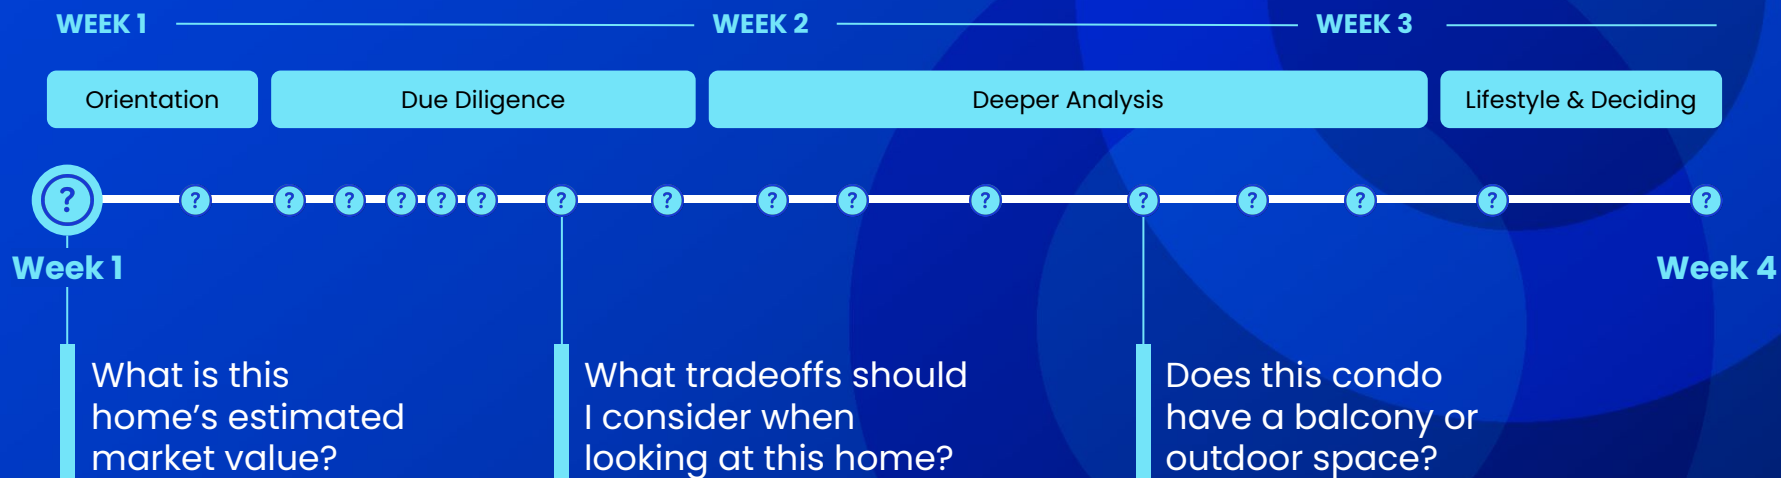 WEEK 1
WEEK 2
WEEK 3
Orientation
Due Diligence
Deeper Analysis
Lifestyle & Deciding
? ? ? ? ? ? ? ? ? ? ? ? ? ? ? ? ?
Week 1
Week 4
What is this
home’s estimated
market value?
What tradeoffs should
I consider when
looking at this home?
Does this condo
have a balcony or
outdoor space?